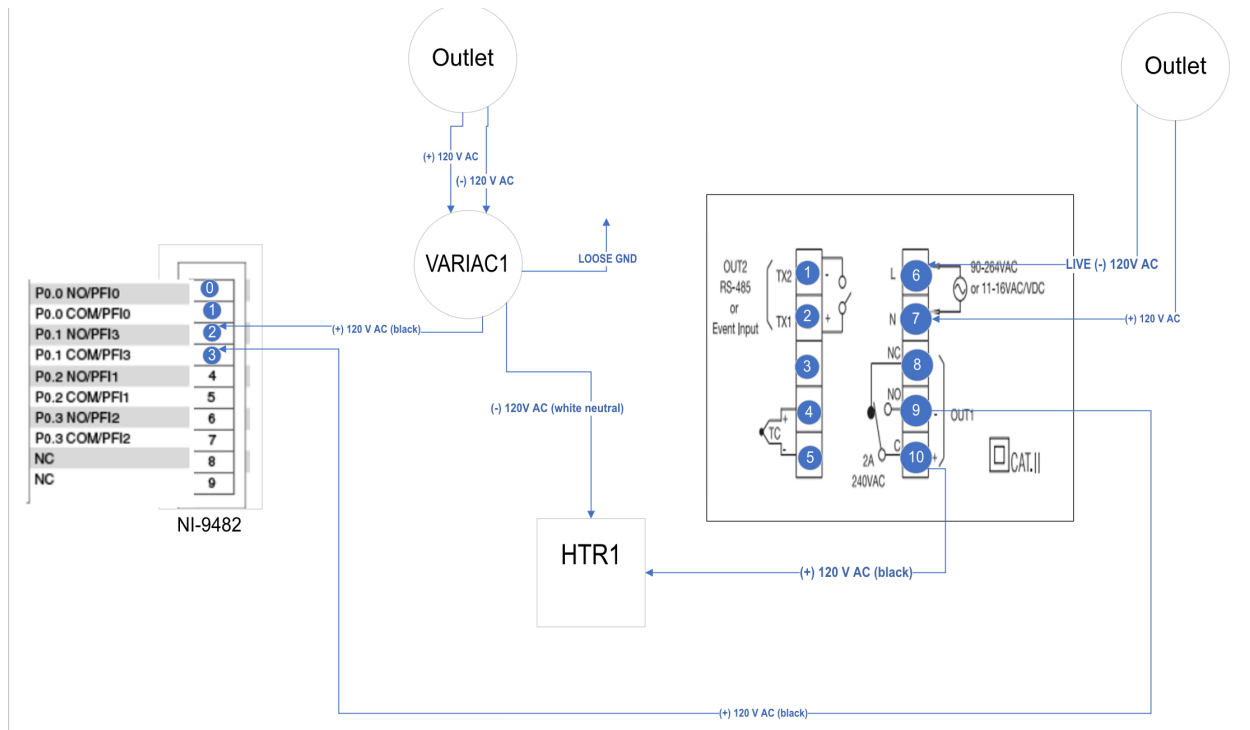 Outlet
Outlet
(+) 120 V AC
(-) 120 V AC
VARIAC1
LOOSE GND
P0.0 NO/PFI0
0
P0.0 COM/PFI0
1
P0.1 NO/PFI3
2
P0.1 COM/PFI3
3
P0.2 NO/PFI1
4
P0.2 COM/PFI1
5
P0.3 NO/PFI2
6
P0.3 COM/PFI2
7
NC
8
NC
9
NI-9482
(+) 120 V AC (black)
(-) 120V AC (white neutral)
HTR1
OUT2
RS-485
or
Event Input
TX2
1
-
TX1
2
+
3
4
+
TC
5
-
L
6
90-264VAC
or 11-16VAC/VDC
LIVE (-) 120V AC
N
7
(+) 120 V AC
NC
8
NO
9
-
OUT1
C
10
+
2A
240VAC
CAT.II
(+) 120 V AC (black)
(+) 120 V AC (black)